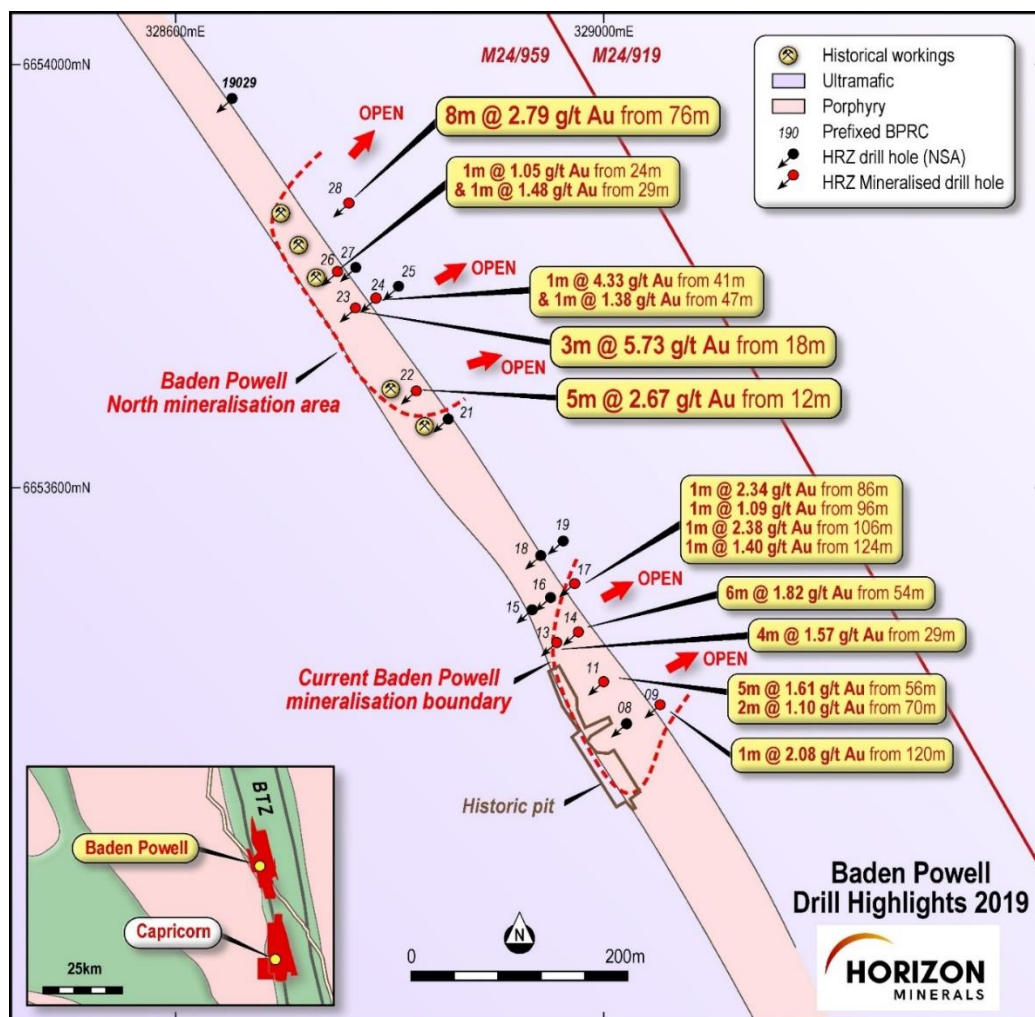 328600mE
329000mE
6654000mN
M24/959
M24/919
Historical workings
Ultramafic
Porphyry
190 Prefixed BPRC
HRZ drill hole (NSA)
HRZ Mineralised drill hole
19029
OPEN
8m @ 2.79 g/t Au from 76m
1m @ 1.05 g/t Au from 24m
& 1m @ 1.48 g/t Au from 29m
28
26
27
25
24
23
OPEN
1m @ 4.33 g/t Au from 41m
& 1m @ 1.38 g/t Au from 47m
3m @ 5.73 g/t Au from 18m
OPEN
Baden Powell
North mineralisation area
22
5m @ 2.67 g/t Au from 12m
21
6653600mN
1m @ 2.34 g/t Au from 86m
1m @ 1.09 g/t Au from 96m
1m @ 2.38 g/t Au from 106m
1m @ 1.40 g/t Au from 124m
19
18
17
16
15
OPEN
6m @ 1.82 g/t Au from 54m
14
13
4m @ 1.57 g/t Au from 29m
Current Baden Powell
mineralisation boundary
OPEN
11
5m @ 1.61 g/t Au from 56m
2m @ 1.10 g/t Au from 70m
09
08
1m @ 2.08 g/t Au from 120m
Historic pit
BTZ
Baden Powell
Capricorn
25km
N
0
200m
Baden Powell
Drill Highlights 2019
HORIZON
MINERALS